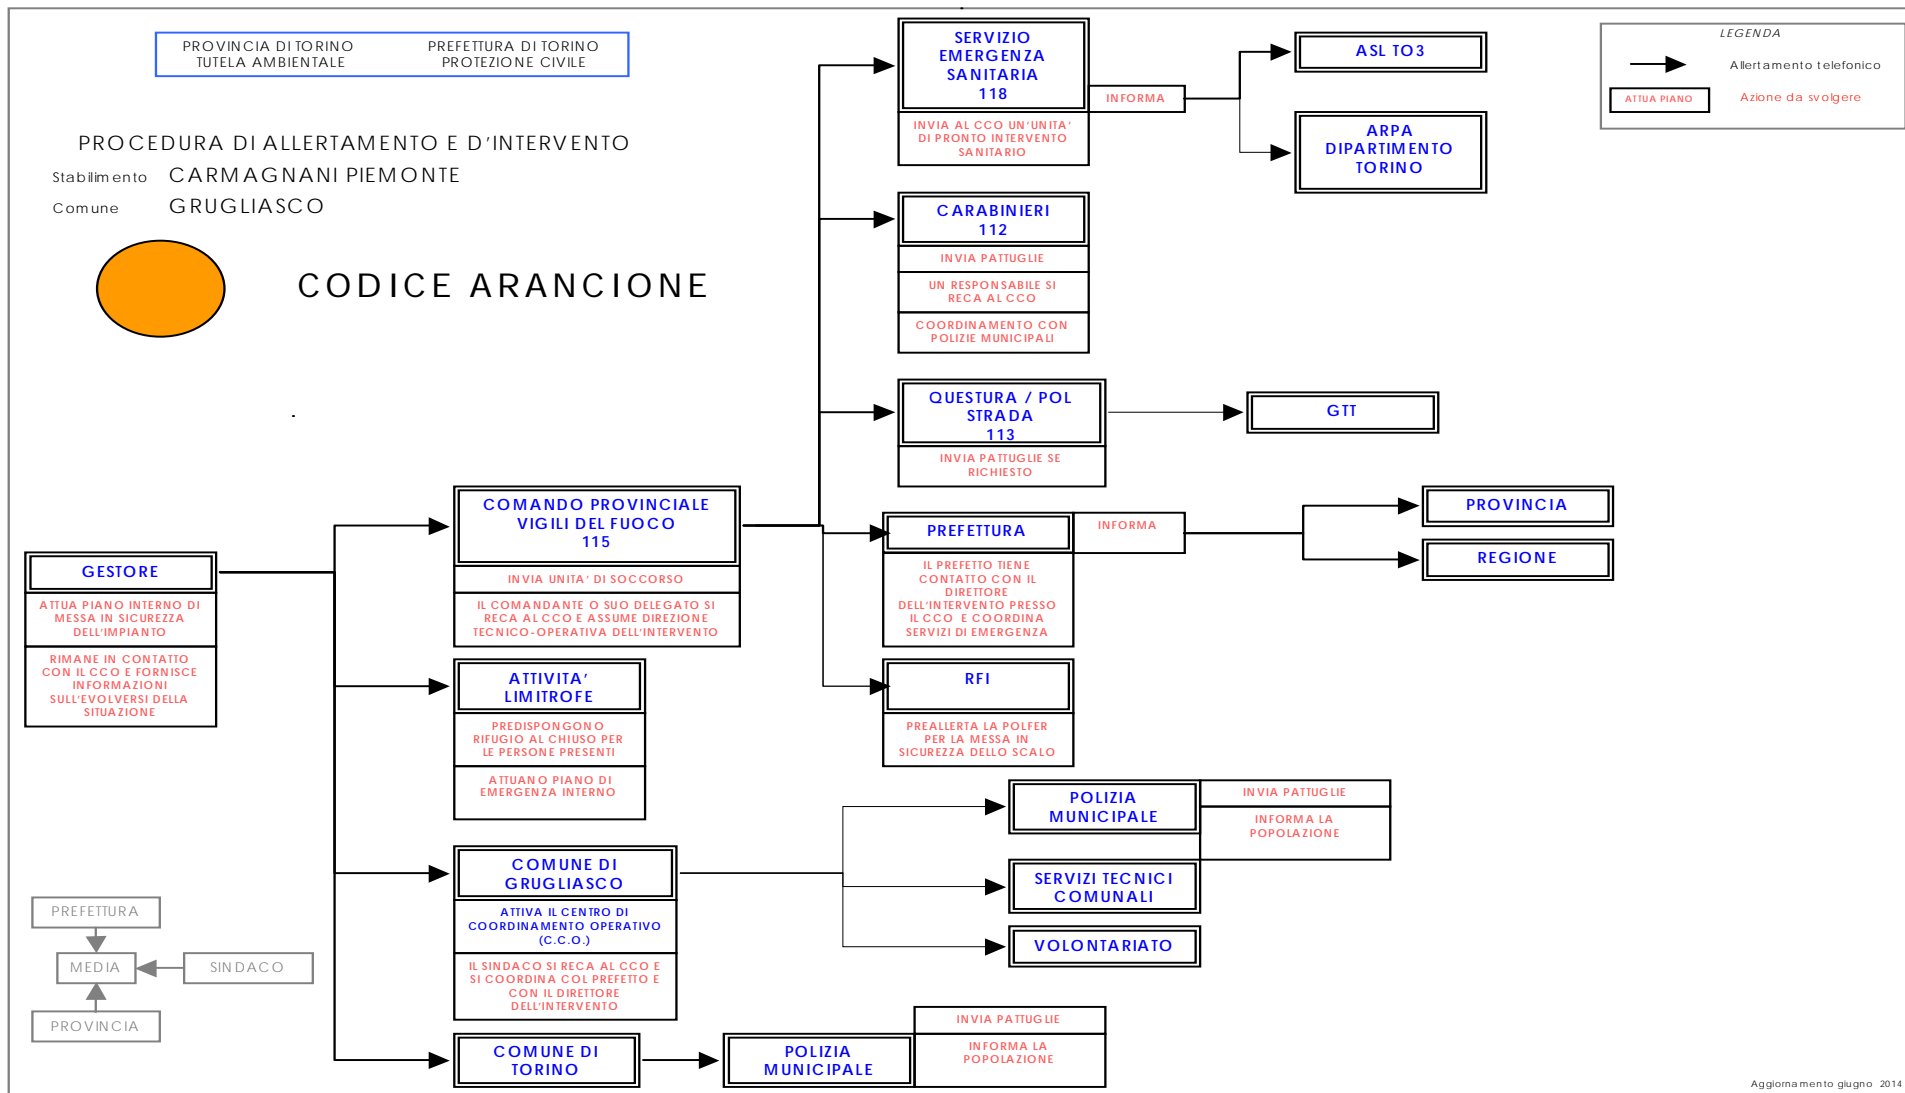 PROVINCIA DI TORINO
TUTELA AMBIENTALE
PREFETTURA DI TORINO
PROTEZIONE CIVILE
PROCEDURA DI ALLERTAMENTO E D'INTERVENTO
Stabilimento CARMAGNANI PIEMONTE
Comune GRUGLIASCO
CODICE ARANCIONE
LEGENDA
Allertamento telefonico
ATTUA PIANO
Azione da svolgere
SERVIZIO
EMERGENZA
SANITARIA
118
INVIA AL CCO UN'UNITA'
DI PRONTO INTERVENTO
SANITARIO
INFORMA
ASL TO3
ARPA
DIPARTIMENTO
TORINO
CARABINIERI
112
INVIA PATTUGLIE
UN RESPONSABILE SI
RECA AL CCO
COORDINAMENTO CON
POLIZIE MUNICIPALI
QUESTURA / POL
STRADA
113
INVIA PATTUGLIE SE
RICHIESTO
GTT
COMANDO PROVINCIALE
VIGILI DEL FUOCO
115
INVIA UNITA' DI SOCCORSO
IL COMANDANTE O SUO DELEGATO SI
RECA AL CCO E ASSUME DIREZIONE
TECNICO-OPERATIVA DELL'INTERVENTO
PREFETTURA
INFORMA
IL PREFETTO TIENE
CONTATTO CON IL
DIRETTORE
DELL'INTERVENTO PRESSO
IL CCO E COORDINA
SERVIZI DI EMERGENZA
PROVINCIA
REGIONE
GESTORE
ATTUA PIANO INTERNO DI
MESSA IN SICUREZZA
DELL'IMPIANTO
RIMANE IN CONTATTO
CON IL CCO E FORNISCE
INFORMAZIONI
SULL'EVOLVERSI DELLA
SITUAZIONE
ATTIVITA'
LIMITROFE
PREDISPONGONO
RIFUGIO AL CHIUSO PER
LE PERSONE PRESENTI
ATTUANO PIANO DI
EMERGENZA INTERNO
RFI
PREALLERTA LA POLFER
PER LA MESSA IN
SICUREZZA DELLO SCALO
COMUNE DI
GRUGLIASCO
ATTIVA IL CENTRO DI
COORDINAMENTO OPERATIVO
(C.C.O.)
IL SINDACO SI RECA AL CCO E
SI COORDINA COL PREFETTO E
CON IL DIRETTORE
DELL'INTERVENTO
POLIZIA
MUNICIPALE
INVIA PATTUGLIE
INFORMA LA
POPOLAZIONE
SERVIZI TECNICI
COMUNALI
VOLONTARIATO
PREFETTURA
MEDIA
SINDACO
PROVINCIA
COMUNE DI
TORINO
POLIZIA
MUNICIPALE
INVIA PATTUGLIE
INFORMA LA
POPOLAZIONE
Aggiornamento giugno 2014